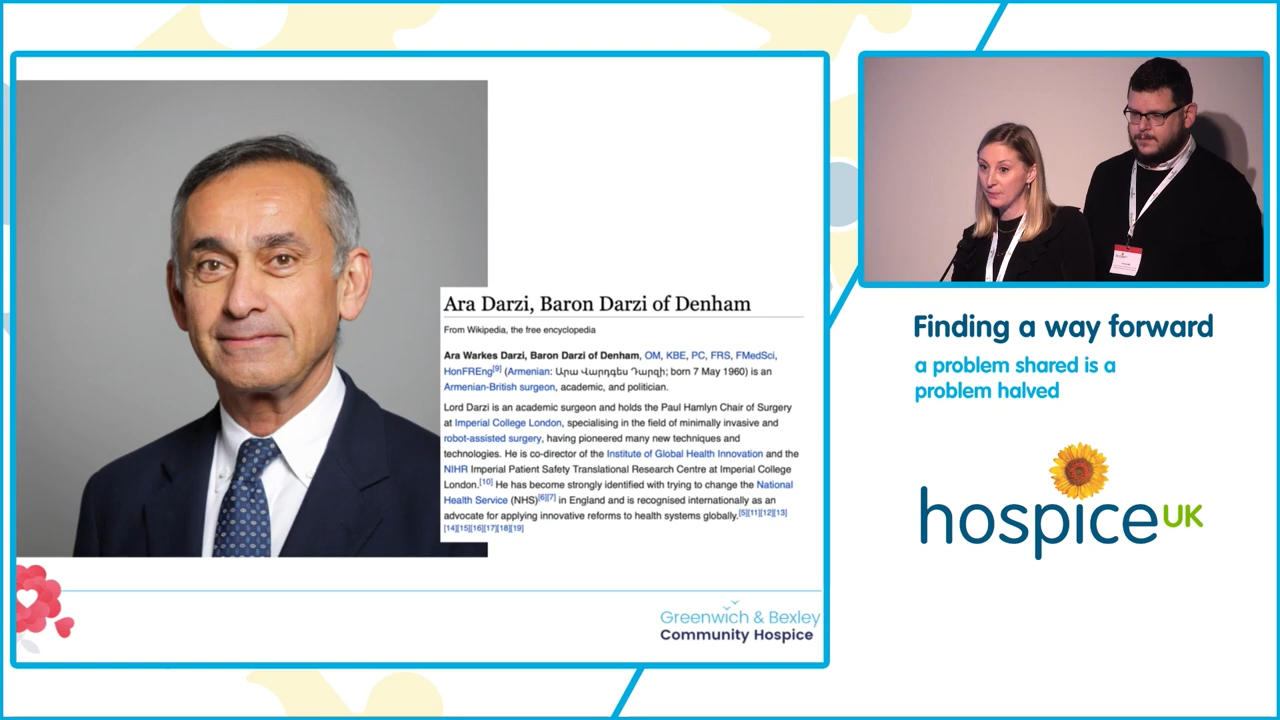 Ara Darzi, Baron Darzi of Denham
From Wikipedia, the free encyclopedia
Ara Warkes Darzi, Baron Darzi of Denham, OM, KBE, PC, FRS, FMedSci,
HonFREng[9] (Armenian: Արա Վարդգես Դարզի; born 7 May 1960) is an
Armenian-British surgeon, academic, and politician.
Lord Darzi is an academic surgeon and holds the Paul Hamlyn Chair of Surgery
at Imperial College London, specialising in the field of minimally invasive and
robot-assisted surgery, having pioneered many new techniques and
technologies. He is co-director of the Institute of Global Health Innovation and the
NIHR Imperial Patient Safety Translational Research Centre at Imperial College
London.[10] He has become strongly identified with trying to change the National
Health Service (NHS)[6][7] in England and is recognised internationally as an
advocate for applying innovative reforms to health systems globally.[5][11][12][13]
[14][15][16][17][18][19]
Greenwich & Bexley
Community Hospice
Finding a way forward
a problem shared is a
problem halved
hospice UK